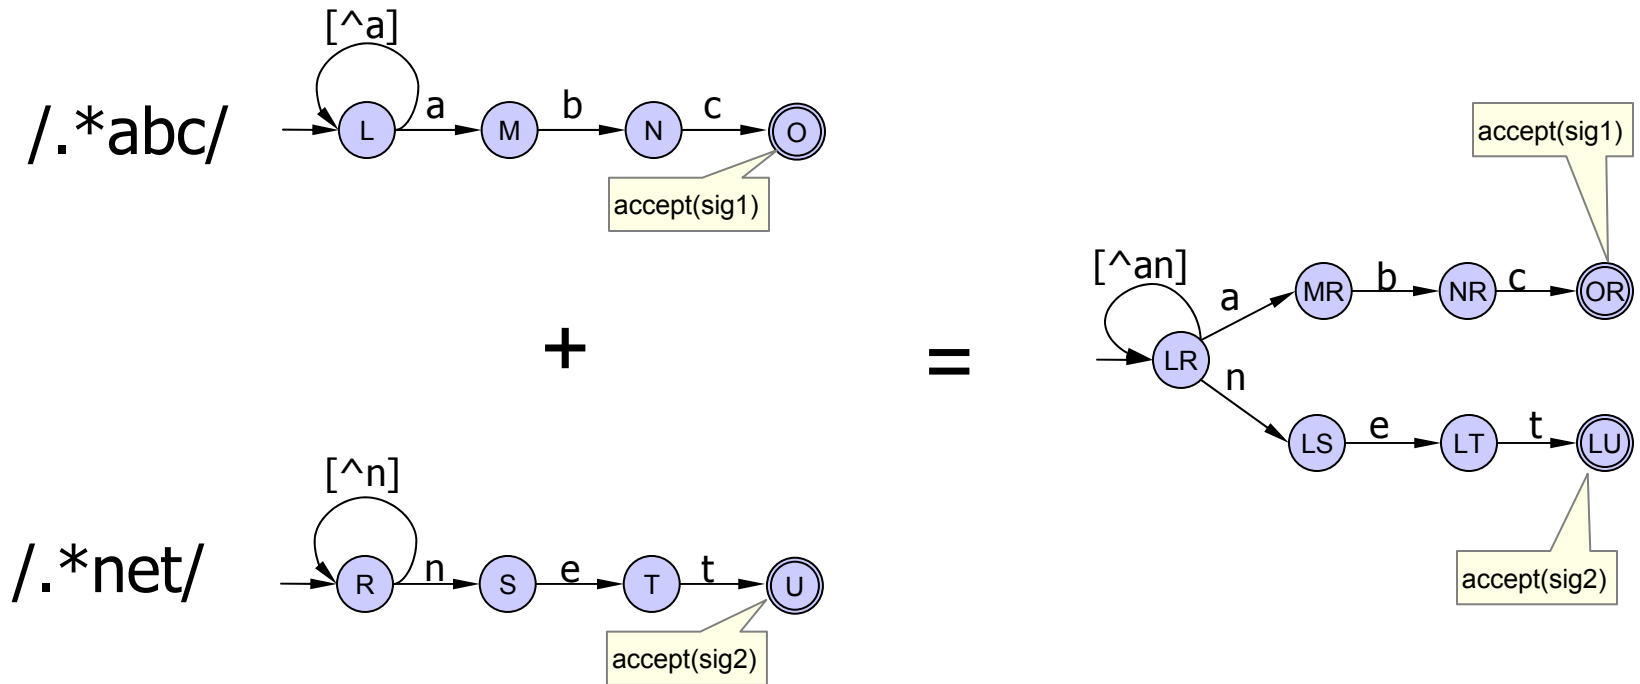 /.*abc/
[^a]
L
a
M
b
N
c
O
accept(sig1)
+
/.*net/
[^n]
R
n
S
e
T
t
U
accept(sig2)
=
accept(sig1)
[^an]
LR
a
MR
b
NR
c
OR
n
LS
e
LT
t
LU
accept(sig2)